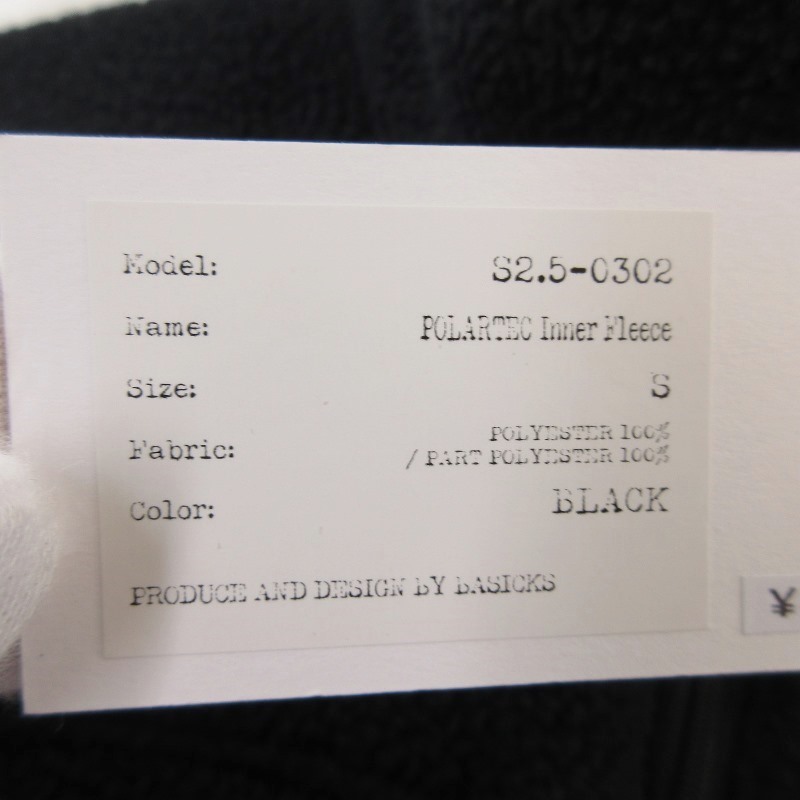 Model: S2.5-0302
Name: POLARTEC Inner Fleece
Size: S
Fabric: POLYESTER 100%
/ PART POLYESTER 100%
Color: BLACK
PRODUCE AND DESIGN BY BASICKS
¥